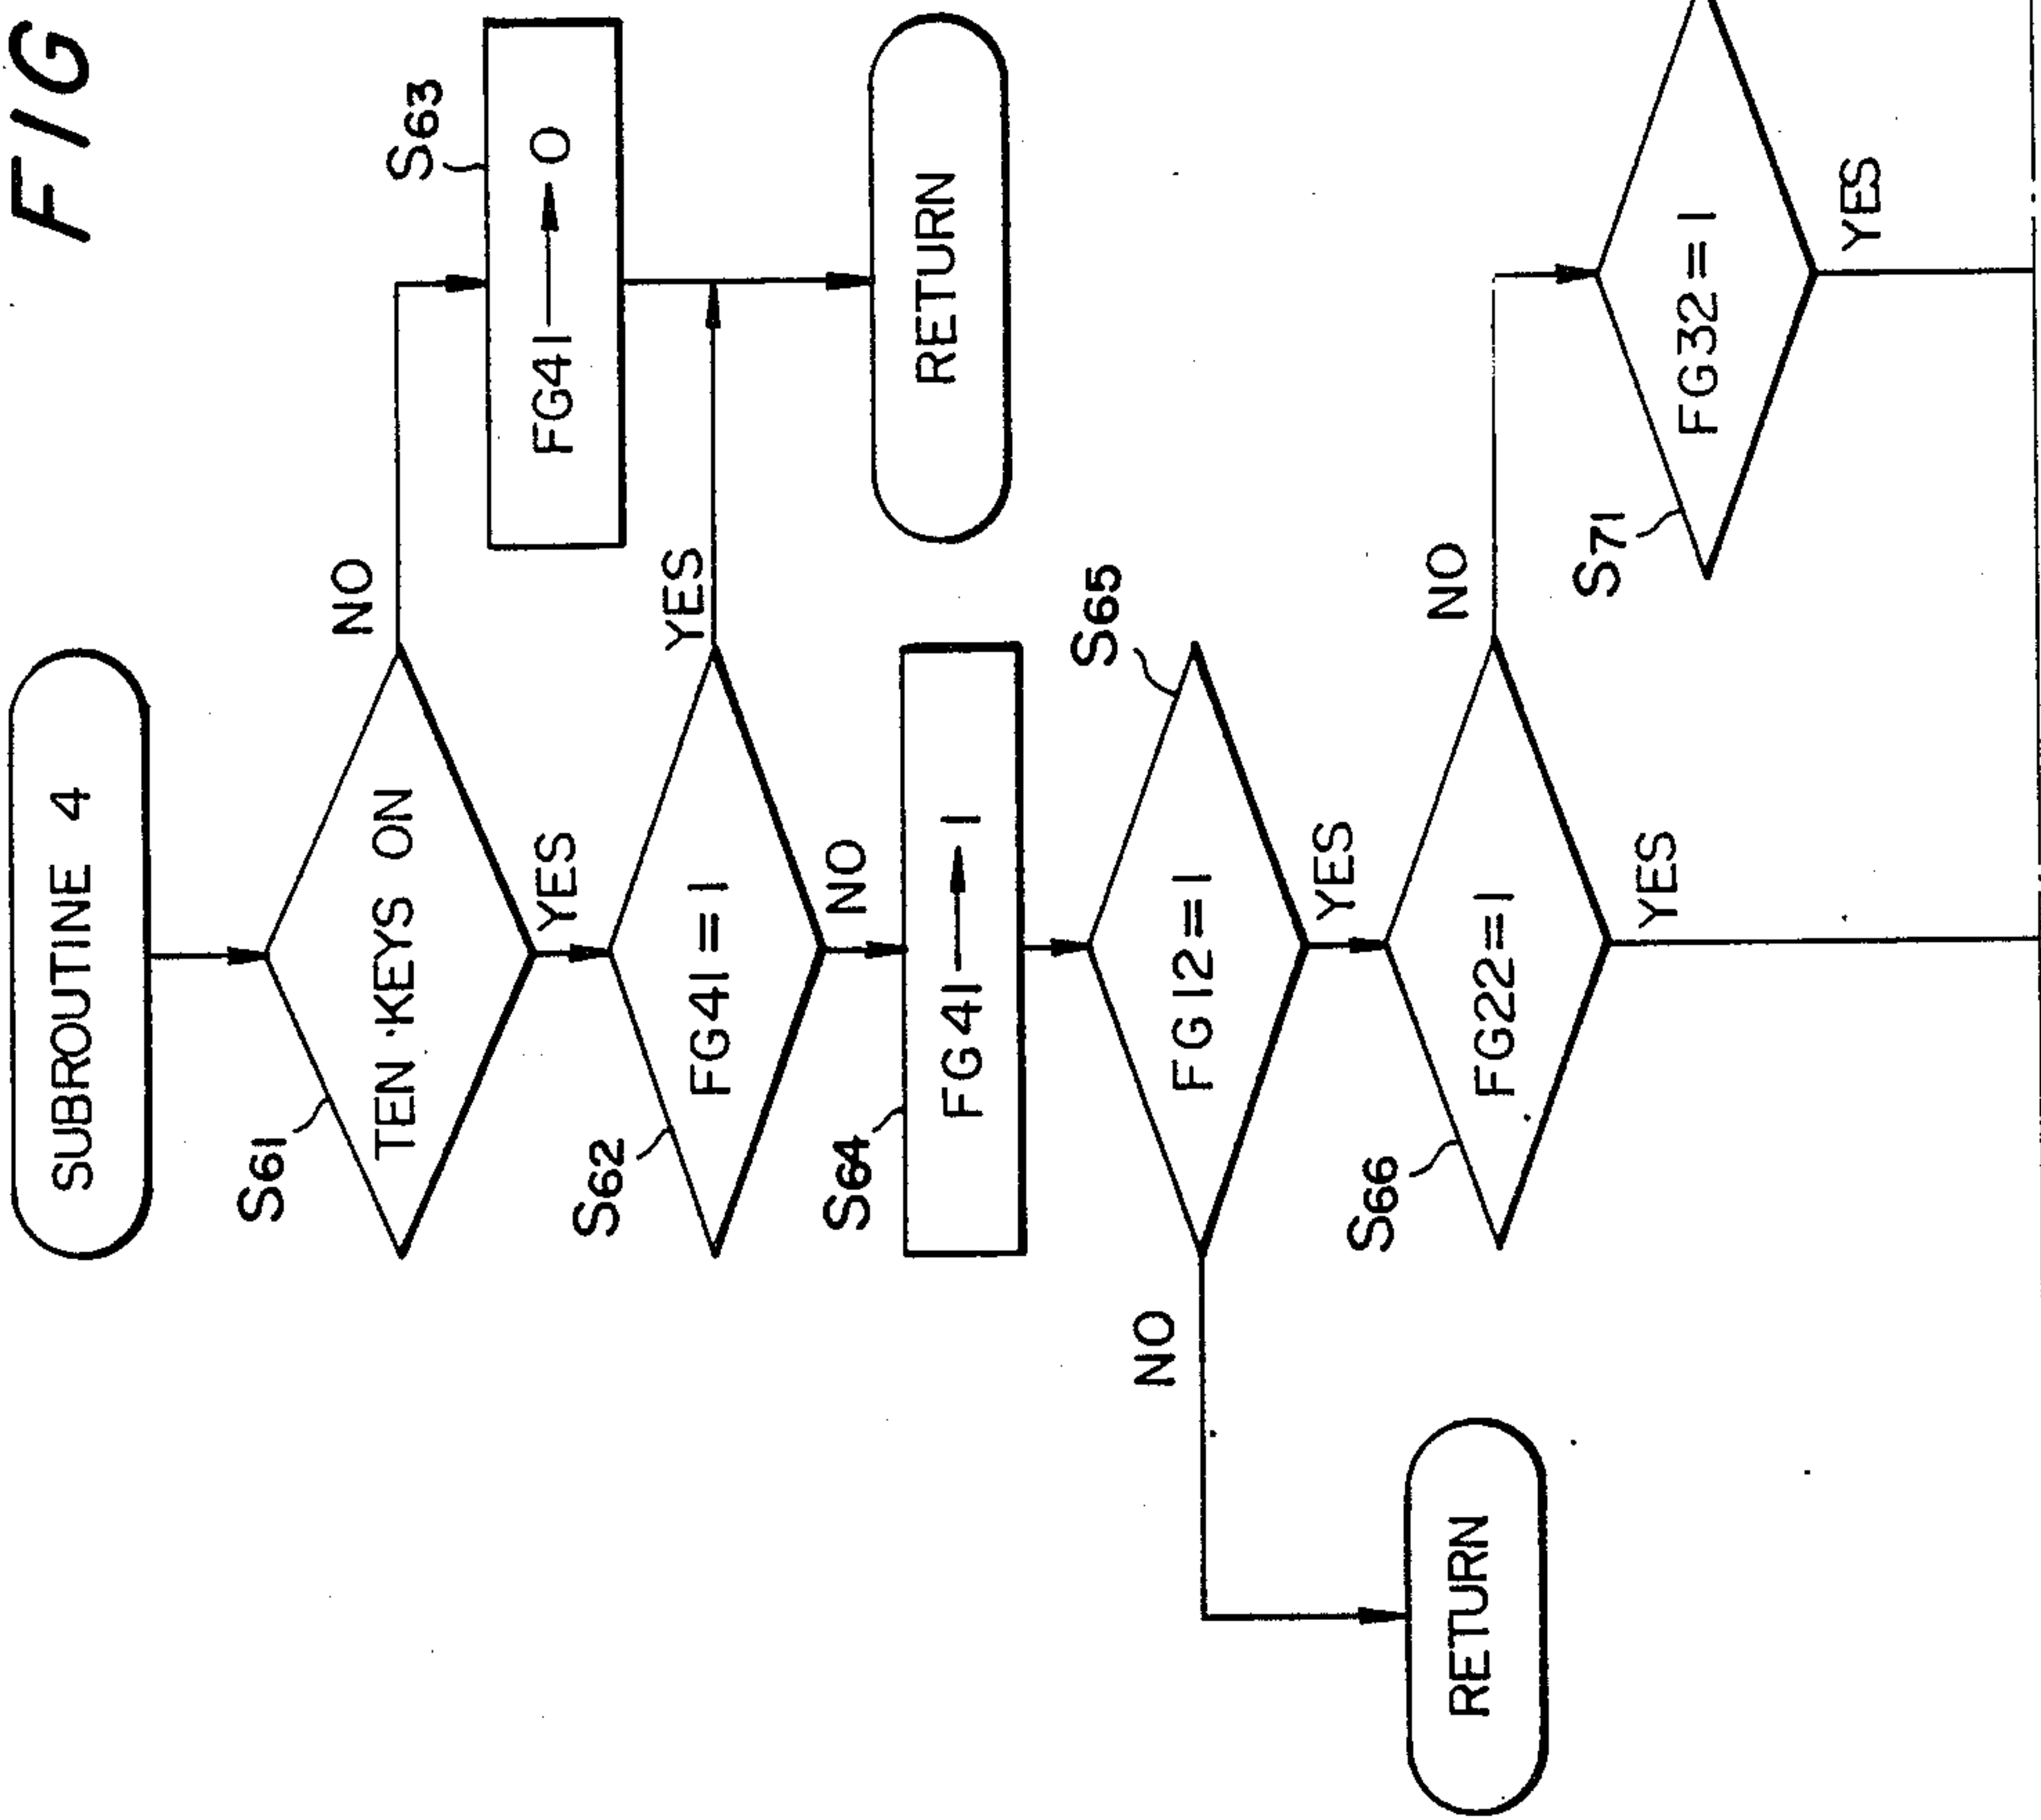 FIG
SUBROUTINE 4
S61
TEN KEYS ON
NO
YES
S63
FG41 → 0
S62
FG41=1
YES
NO
RETURN
S64
FG41 → 1
S65
FG12=1
NO
YES
RETURN
S66
FG22=1
NO
YES
S71
FG32=1
YES